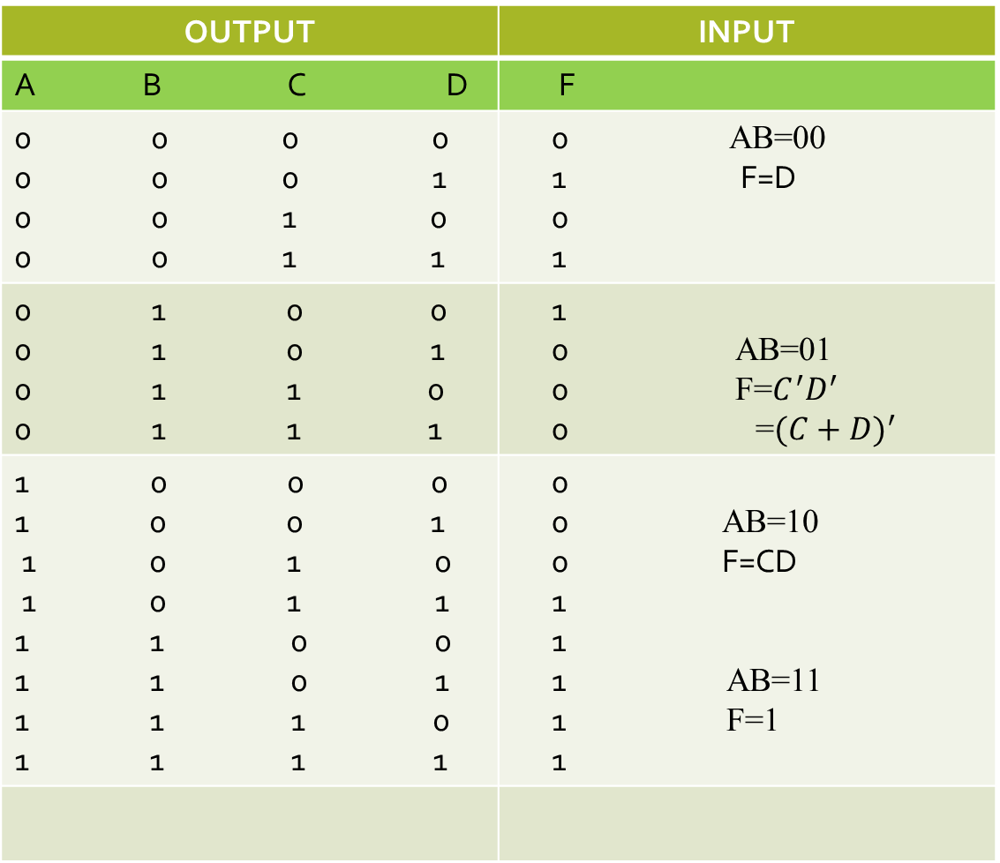 OUTPUT INPUT
A B C D F
0 0 0 0 0 AB=00
0 0 0 1 1 F=D
0 0 1 0 0
0 0 1 1 1
0 1 0 0 1
0 1 0 1 0 AB=01
0 1 1 0 0 F=C′D′
0 1 1 1 0 =(C + D)′
1 0 0 0 0
1 0 0 1 0 AB=10
1 0 1 0 0 F=CD
1 0 1 1 1
1 1 0 0 1
1 1 0 1 1 AB=11
1 1 1 0 1 F=1
1 1 1 1 1